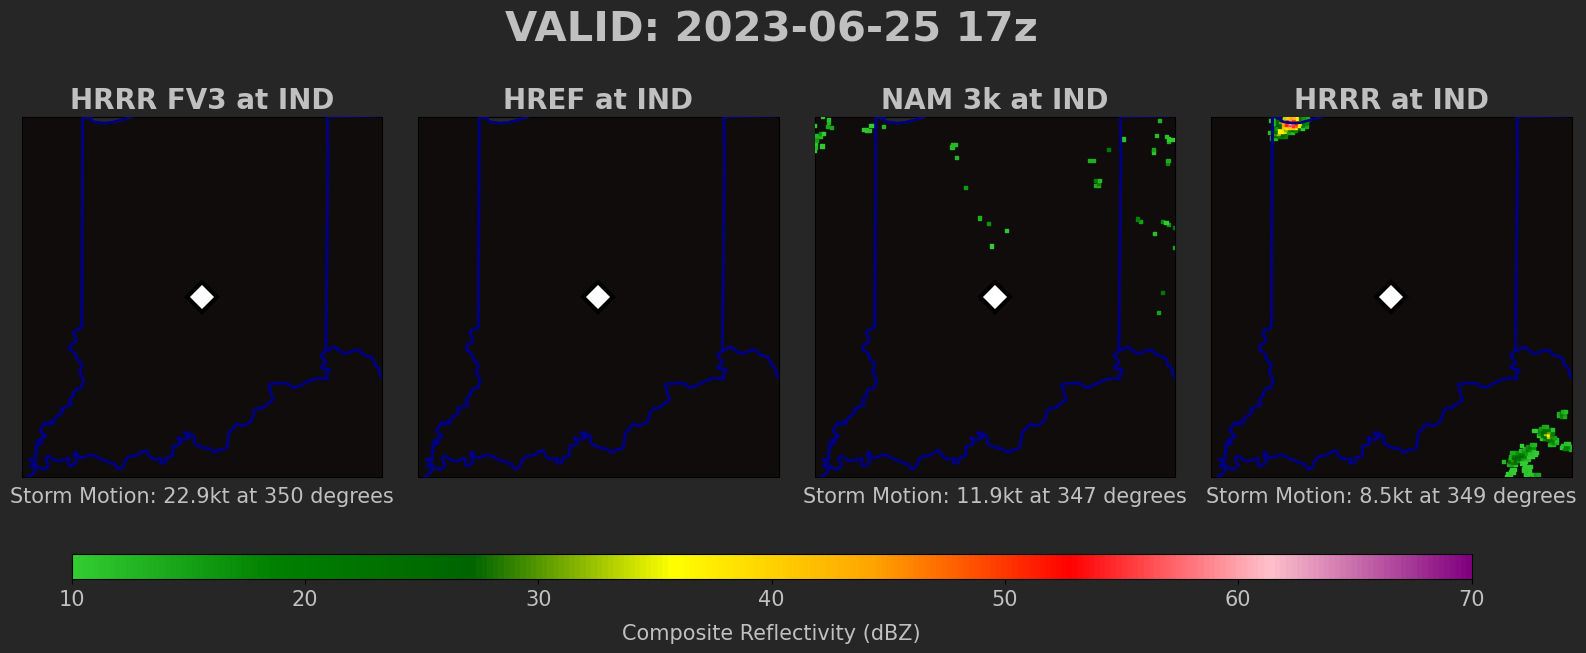 VALID: 2023-06-25 17z
HRRR FV3 at IND
HREF at IND
NAM 3k at IND
HRRR at IND
Storm Motion: 22.9kt at 350 degrees
Storm Motion: 11.9kt at 347 degrees
Storm Motion: 8.5kt at 349 degrees
10 20 30 40 50 60 70
Composite Reflectivity (dBZ)